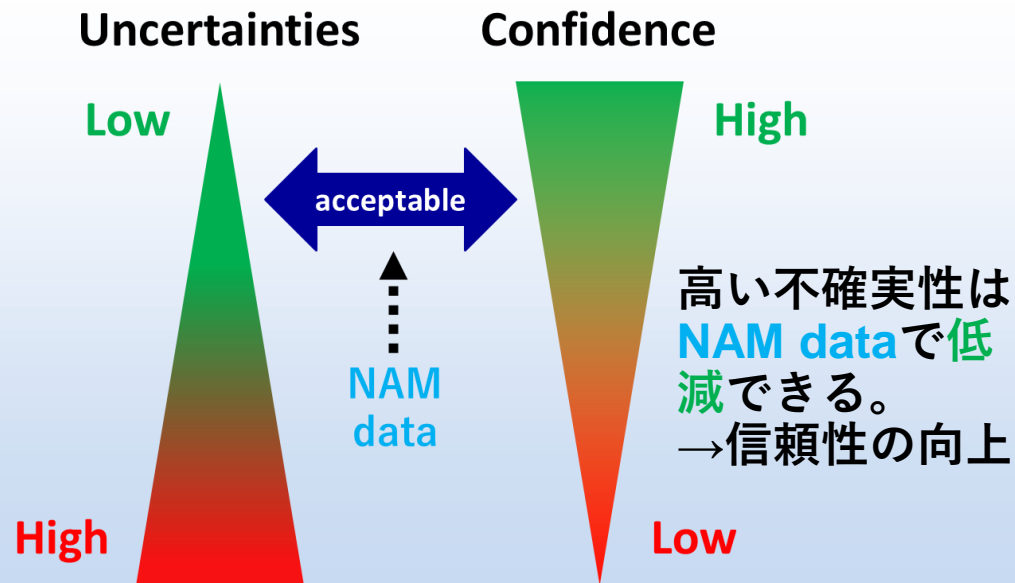 Uncertainties
Confidence
Low
High
acceptable
NAM
data
高い不確実性は
NAM dataで低
減できる。
→信頼性の向上
High
Low